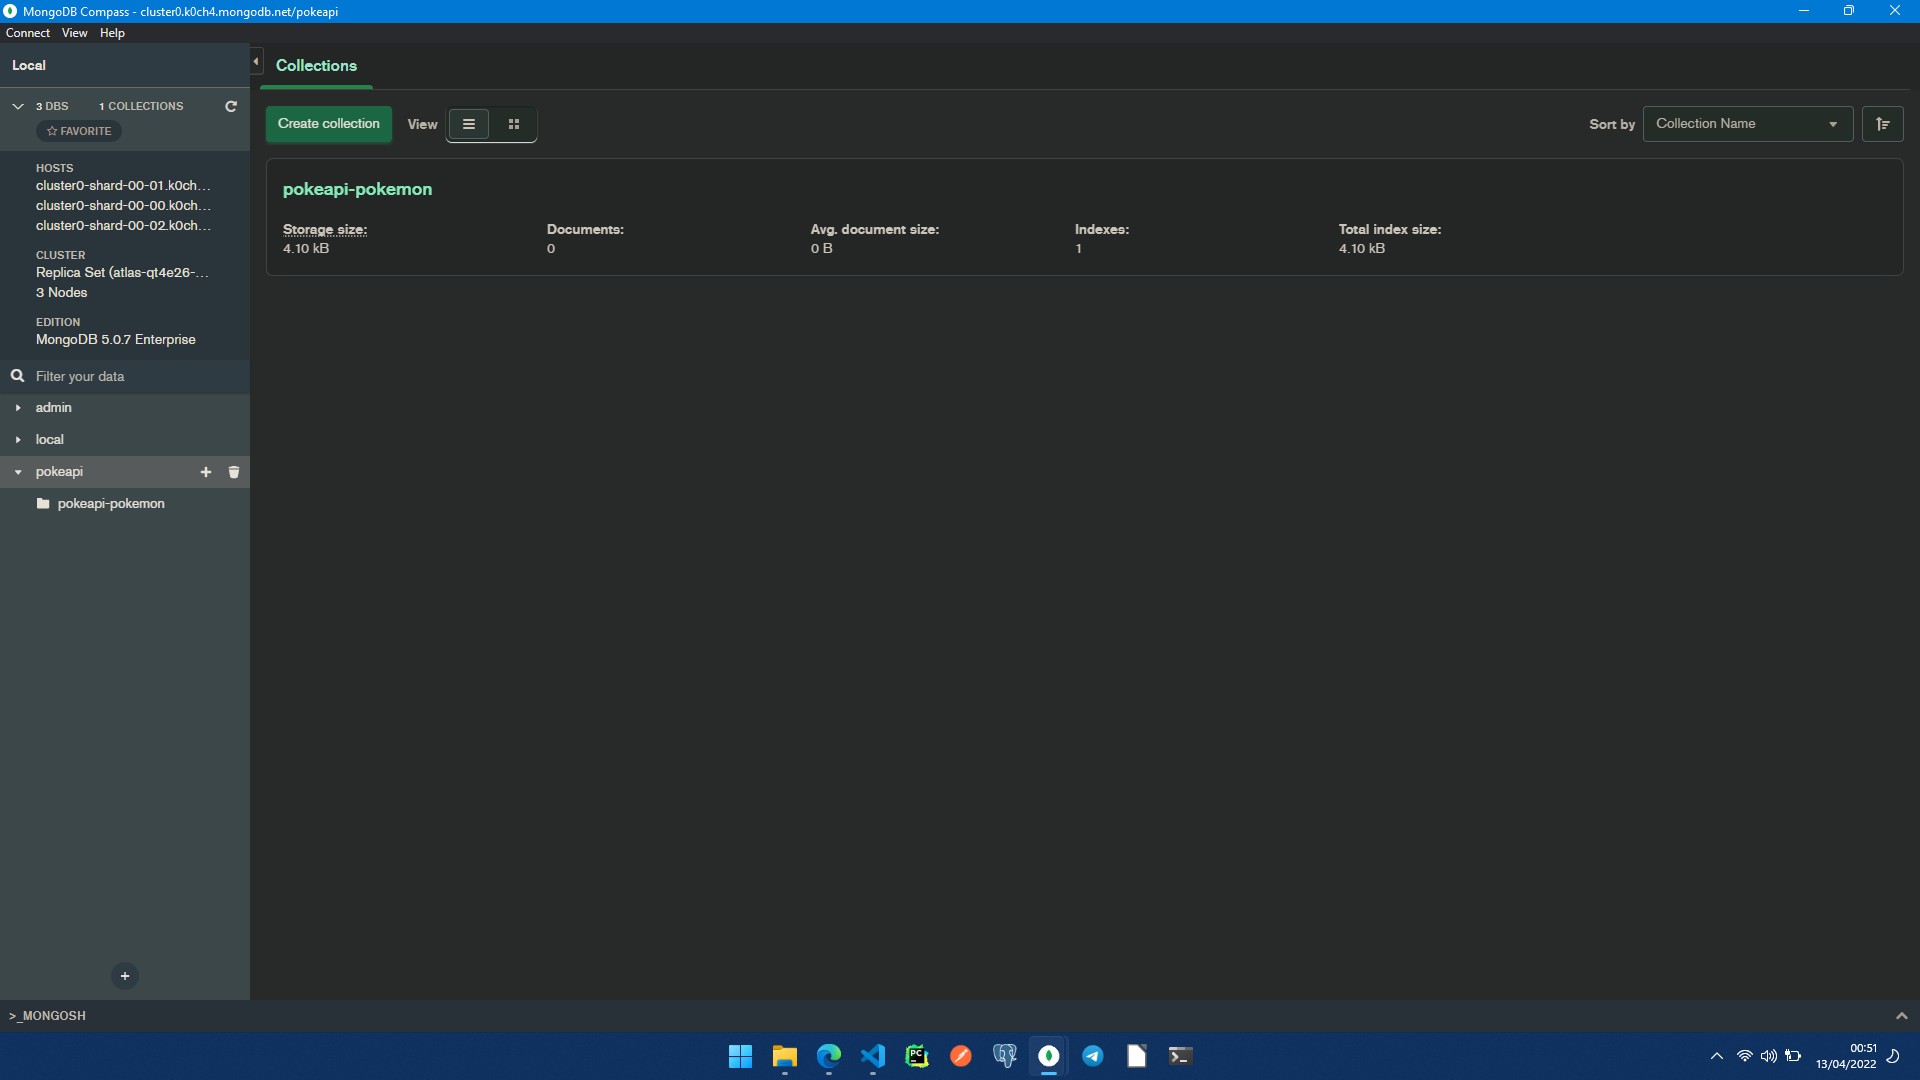 MongoDB Compass - cluster0.k0ch4.mongodb.net/pokeapi
Connect View Help
Local
3 DBS 1 COLLECTIONS
FAVORITE
HOSTS
cluster0-shard-00-01.k0ch...
cluster0-shard-00-00.k0ch...
cluster0-shard-00-02.k0ch...
CLUSTER
Replica Set (atlas-qt4e26-...
3 Nodes
EDITION
MongoDB 5.0.7 Enterprise
Filter your data
admin
local
pokeapi
pokeapi-pokemon
Collections
Create collection View Sort by Collection Name
pokeapi-pokemon
Storage size: Documents: Avg. document size: Indexes: Total index size:
4.10 kB 0 0 B 1 4.10 kB
>_MONGOSH
PC
00:51
13/04/2022